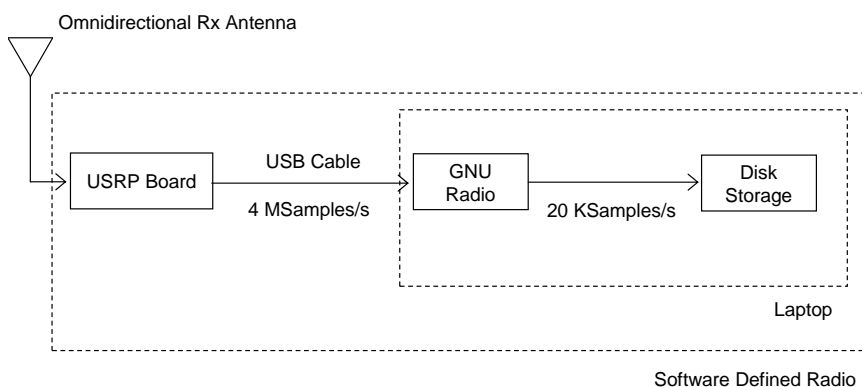 Omnidirectional Rx Antenna
USRP Board
USB Cable
4 MSamples/s
GNU
Radio
20 KSamples/s
Disk
Storage
Laptop
Software Defined Radio